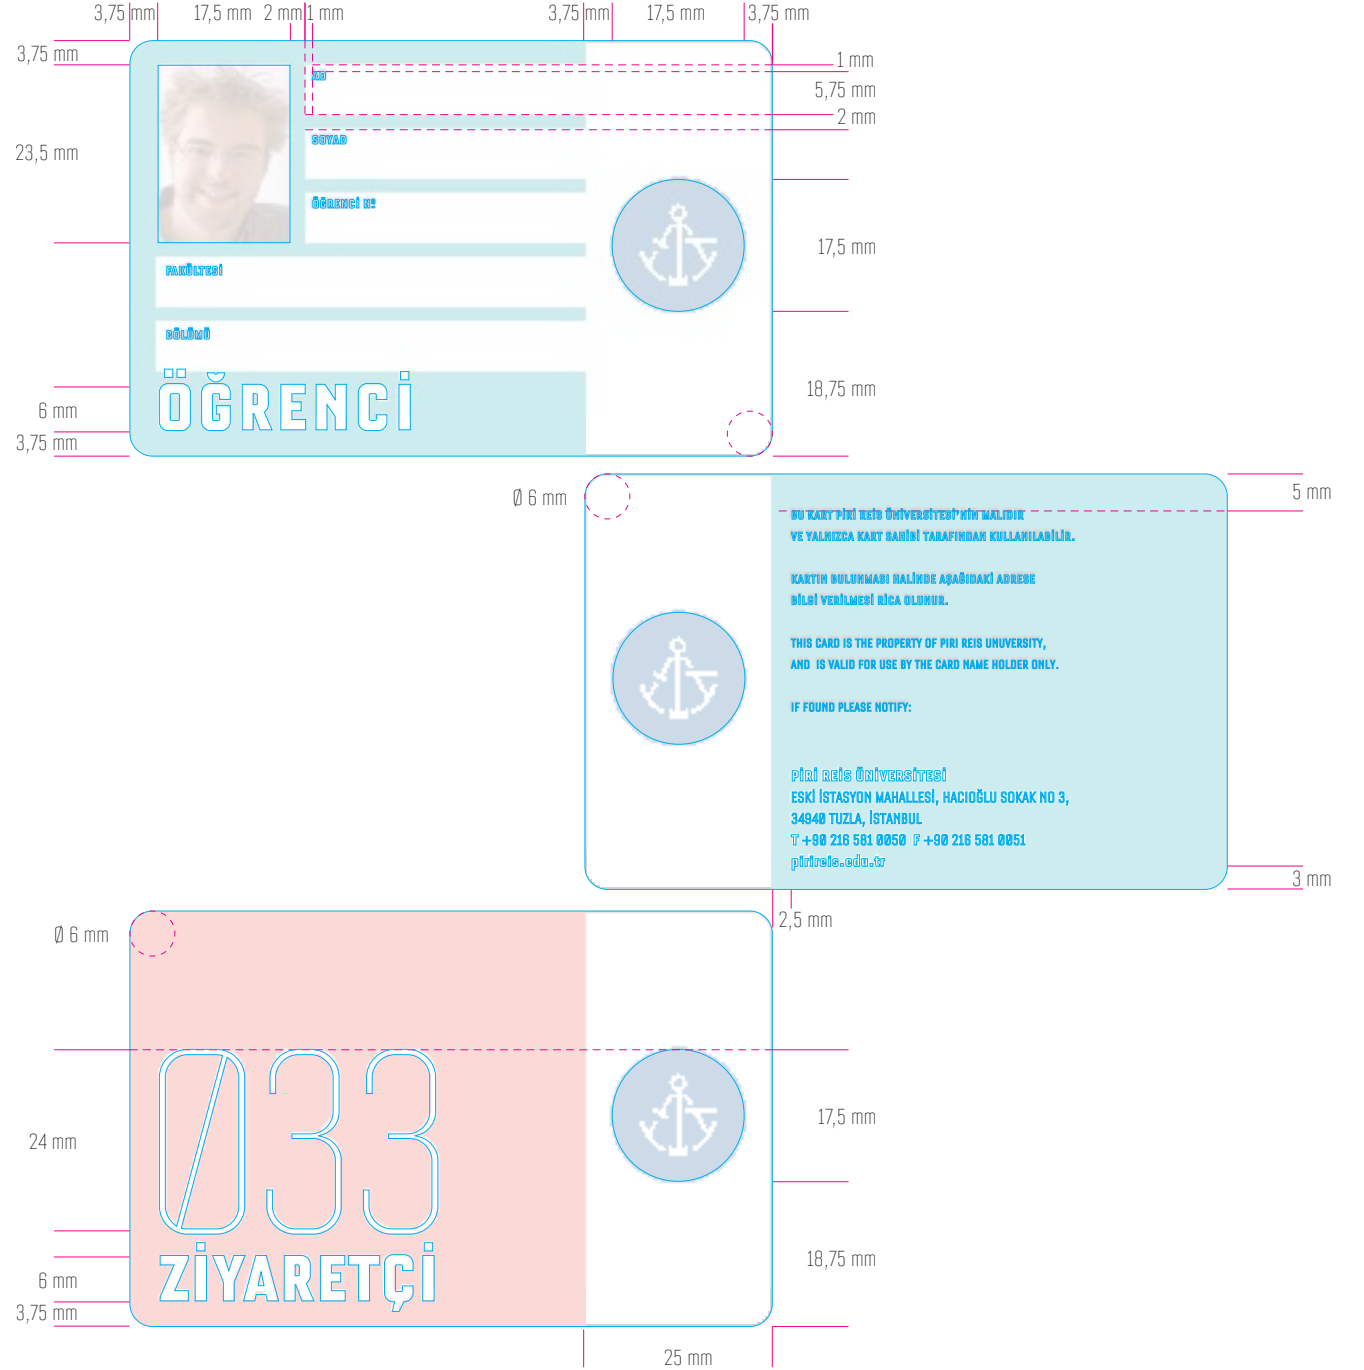 3,75 mm 17,5 mm 2 mm 1 mm 3,75 mm 17,5 mm 3,75 mm
3,75 mm
1 mm
AD
5,75 mm
2 mm
SOYAD
23,5 mm
ÖĞRENCİ Nº
17,5 mm
FAKÜLTESİ
BÖLÜMÜ
18,75 mm
ÖĞRENCİ
6 mm
3,75 mm
Ø 6 mm
5 mm
BU KART PİRİ REİS ÜNİVERSİTESİ'NİN MALIDIR
VE YALNIZCA KART SAHİBİ TARAFINDAN KULLANILABİLİR.
KARTIN BULUNMASI HALİNDE AŞAĞIDAKİ ADRESE
BİLGİ VERİLMESİ RİCA OLUNUR.
THIS CARD IS THE PROPERTY OF PIRI REIS UNUVERSITY,
AND IS VALID FOR USE BY THE CARD NAME HOLDER ONLY.
IF FOUND PLEASE NOTIFY:
PİRİ REİS ÜNİVERSİTESİ
ESKİ İSTASYON MAHALLESİ, HACIOĞLU SOKAK NO 3,
34940 TUZLA, İSTANBUL
T +90 216 581 0050 F +90 216 581 0051
pirireis.edu.tr
3 mm
2,5 mm
Ø 6 mm
033
17,5 mm
24 mm
ZİYARETÇİ
18,75 mm
6 mm
3,75 mm
25 mm